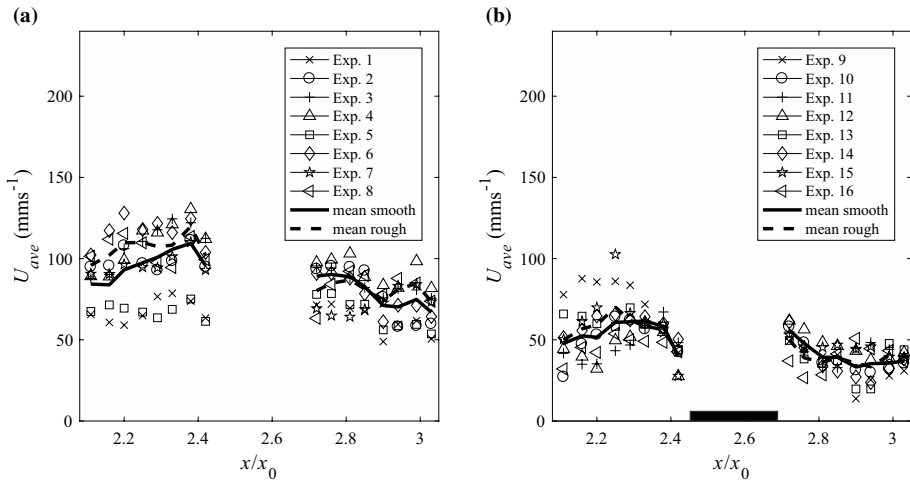 (a)
200
150
100
50
0
U_ave (mms⁻¹)
2.2 2.4 2.6 2.8 3
x/x₀
Exp. 1
Exp. 2
Exp. 3
Exp. 4
Exp. 5
Exp. 6
Exp. 7
Exp. 8
mean smooth
mean rough
(b)
200
150
100
50
0
U_ave (mms⁻¹)
2.2 2.4 2.6 2.8 3
x/x₀
Exp. 9
Exp. 10
Exp. 11
Exp. 12
Exp. 13
Exp. 14
Exp. 15
Exp. 16
mean smooth
mean rough